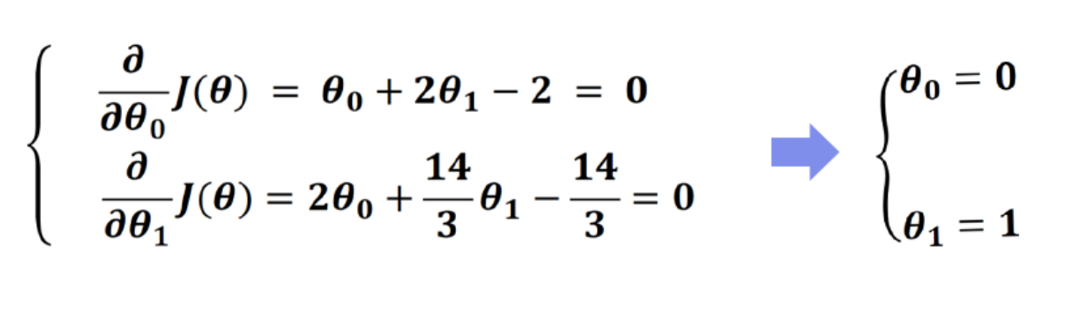 ∂/∂θ₀ J(θ) = θ₀ + 2θ₁ − 2 = 0
∂/∂θ₁ J(θ) = 2θ₀ + 14/3 θ₁ − 14/3 = 0
θ₀ = 0
θ₁ = 1